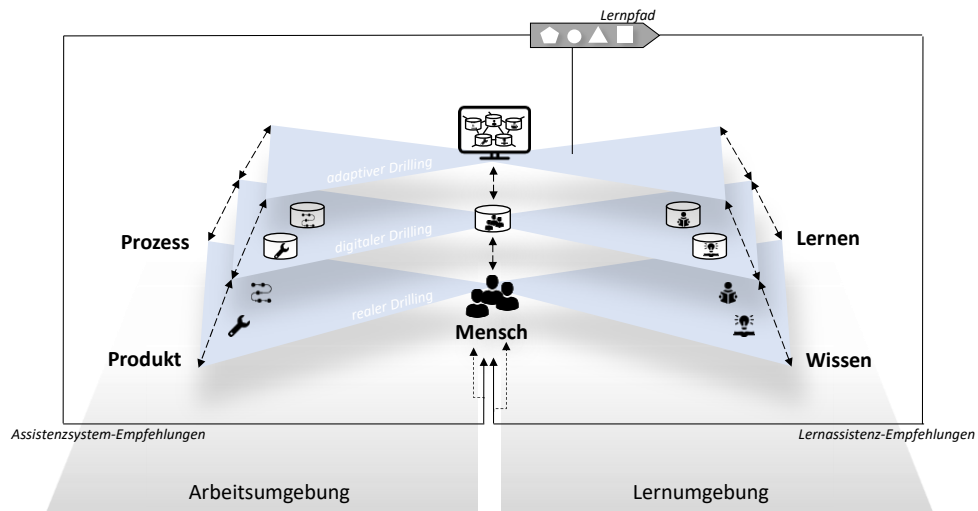 Lernpfad
adaptiver Drilling
Prozess
digitaler Drilling
Lernen
realer Drilling
Mensch
Produkt
Wissen
Assistenzsystem-Empfehlungen
Lernassistenz-Empfehlungen
Arbeitsumgebung
Lernumgebung